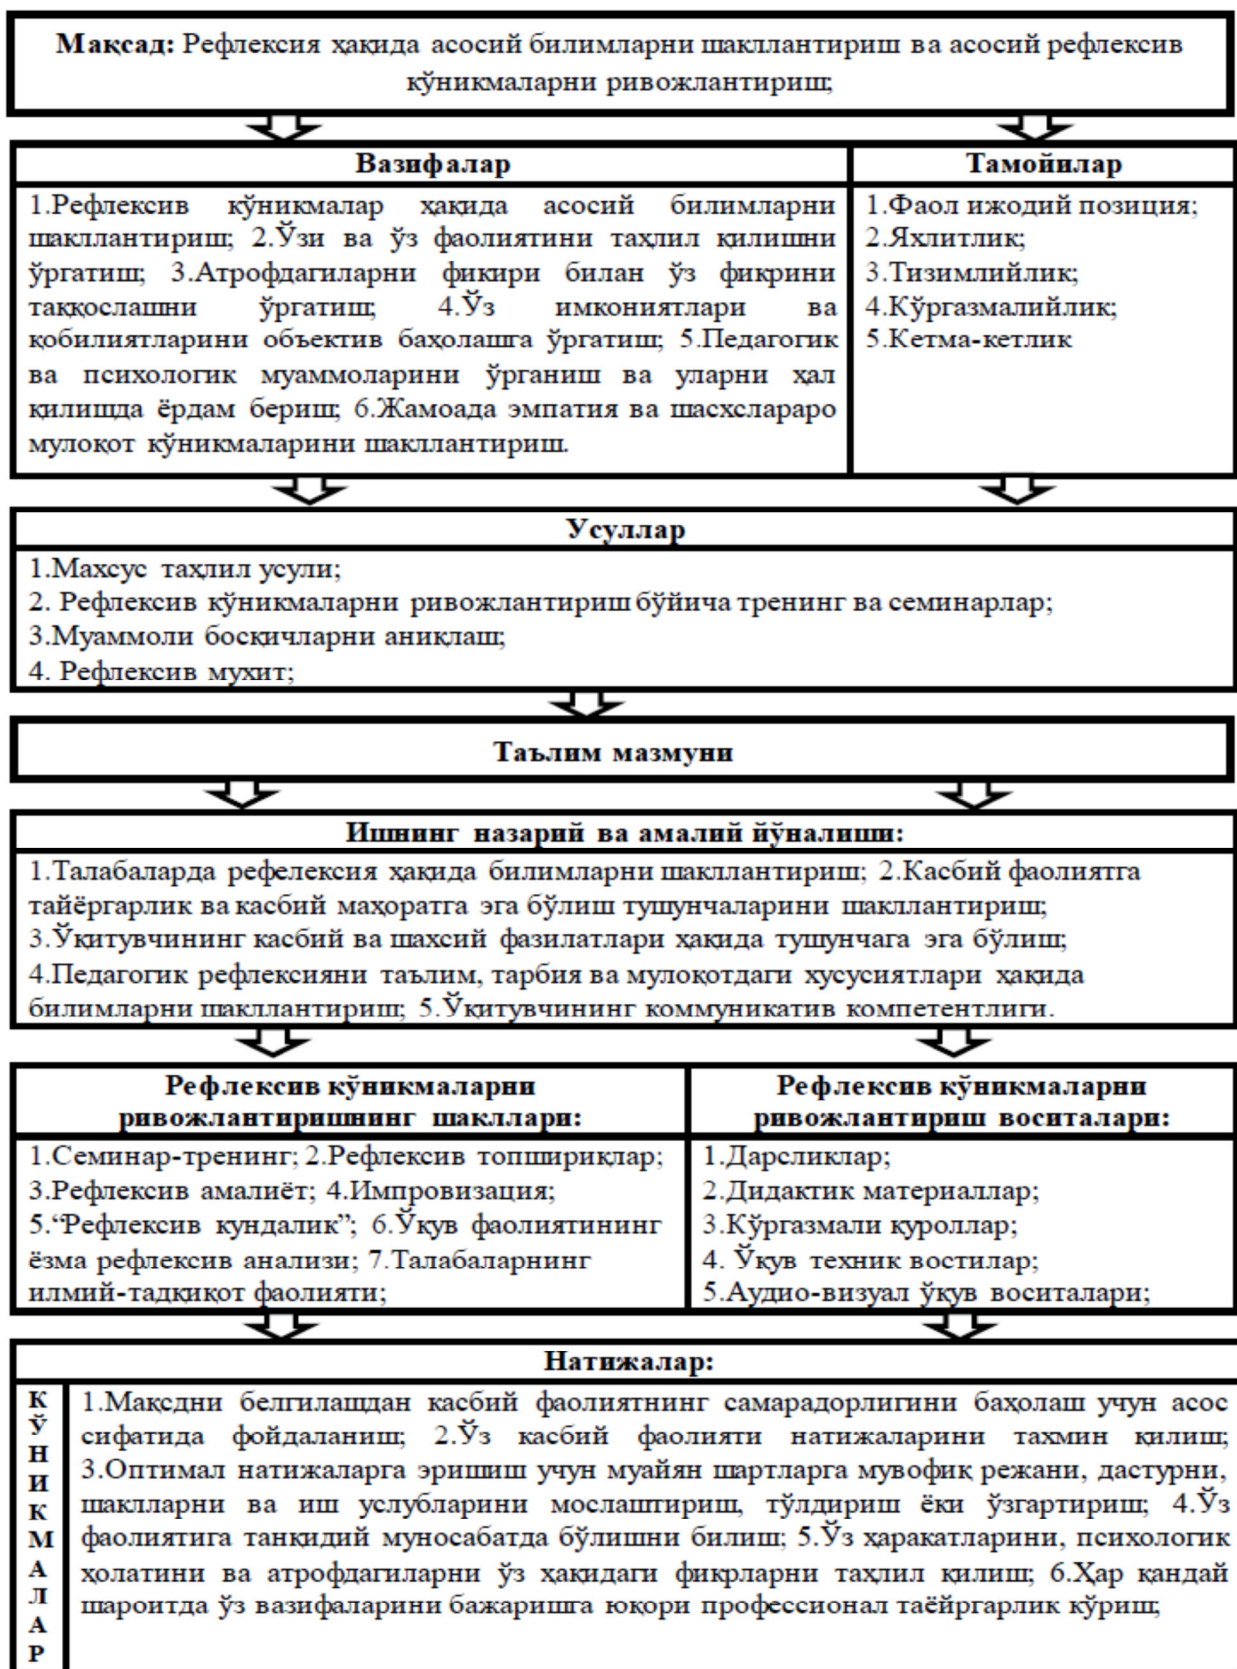 Мақсад: Рефлексия ҳақида асосий билимларни шакллантириш ва асосий рефлексив
кўникмаларни ривожлантириш;
Вазифалар
1.Рефлексив кўникмалар ҳақида асосий билимларни
шакллантириш; 2.Ўзи ва ўз фаолиятини таҳлил қилишни
ўргатиш; 3.Атрофдагиларни фикири билан ўз фикрини
таққослашни ўргатиш; 4.Ўз имкониятлари ва
қобилиятларини объектив баҳолашга ўргатиш; 5.Педагогик
ва психологик муаммоларини ўрганиш ва уларни ҳал
қилишда ёрдам бериш; 6.Жамоада эмпатия ва шасхслараро
мулоқот кўникмаларини шакллантириш.
Тамойилар
1.Фаол ижодий позиция;
2.Яхлитлик;
3.Тизимлийлик;
4.Кўргазмалийлик;
5.Кетма-кетлик
Усуллар
1.Махсус таҳлил усули;
2. Рефлексив кўникмаларни ривожлантириш бўйича тренинг ва семинарлар;
3.Муаммоли босқичларни аниқлаш;
4. Рефлексив мухит;
Таълим мазмуни
Ишнинг назарий ва амалий йўналиши:
1.Талабаларда рефелексия ҳақида билимларни шакллантириш; 2.Касбий фаолиятга
тайёргарлик ва касбий маҳоратга эга бўлиш тушунчаларини шакллантириш;
3.Ўқитувчининг касбий ва шахсий фазилатлари ҳақида тушунчага эга бўлиш;
4.Педагогик рефлексияни таълим, тарбия ва мулоқотдаги хусусиятлари ҳақида
билимларни шакллантириш; 5.Ўқитувчининг коммуникатив компетентлиги.
Рефлексив кўникмаларни
ривожлантиришнинг шакллари:
1.Семинар-тренинг; 2.Рефлексив топшириқлар;
3.Рефлексив амалиёт; 4.Импровизация;
5.“Рефлексив кундалик”; 6.Ўқув фаолиятининг
ёзма рефлексив анализи; 7.Талабаларнинг
илмий-тадқиқот фаолияти;
Рефлексив кўникмаларни
ривожлантириш воситалари:
1.Дарсликлар;
2.Дидактик материаллар;
3.Кўргазмали қуроллар;
4. Ўқув техник востилар;
5.Аудио-визуал ўқув воситалари;
Натижалар:
КЎНИКМАЛАР
1.Мақсдни белгилашдан касбий фаолиятнинг самарадорлигини баҳолаш учун асос
сифатида фойдаланиш; 2.Ўз касбий фаолияти натижаларини тахмин қилиш;
3.Оптимал натижаларга эришиш учун муайян шартларга мувофиқ режани, дастурни,
шаклларни ва иш услубларини мослаштириш, тўлдириш ёки ўзгартириш; 4.Ўз
фаолиятига танқидий муносабатда бўлишни билиш; 5.Ўз ҳаракатларини, психологик
ҳолатини ва атрофдагиларни ўз ҳақидаги фикрларни таҳлил қилиш; 6.Ҳар қандай
шароитда ўз вазифаларини бажаришга юқори профессионал таёйргарлик кўриш;